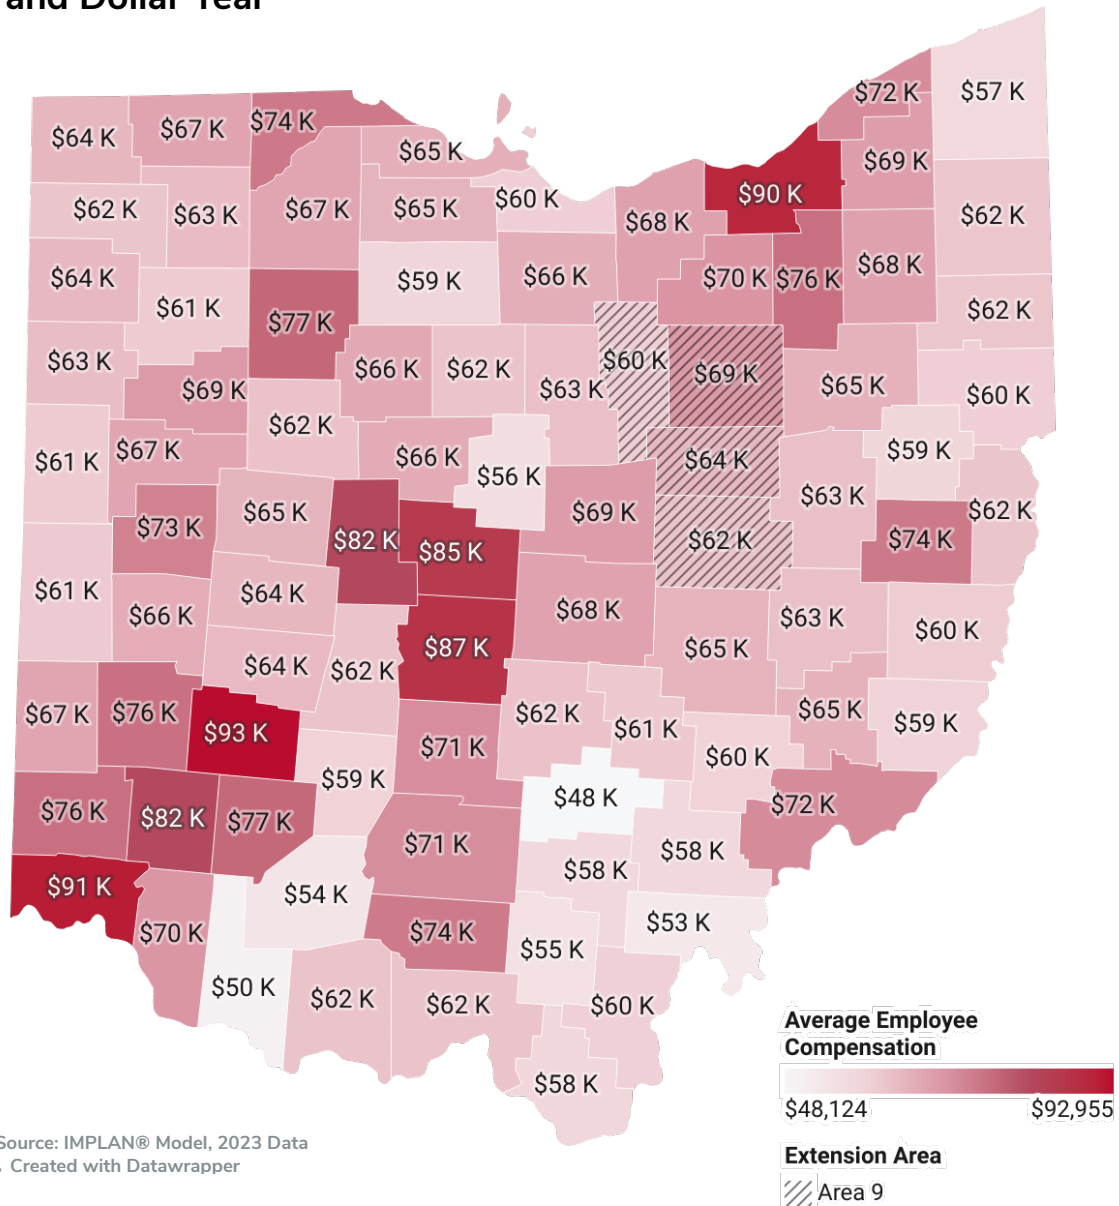 and Dollar Year
$72 K
$57 K
$74 K
$67 K
$64 K
$65 K
$69 K
$90 K
$60 K
$62 K
$63 K
$67 K
$65 K
$68 K
$62 K
$64 K
$59 K
$66 K
$70 K
$76 K
$68 K
$61 K
$77 K
$62 K
$63 K
$69 K
$66 K
$62 K
$63 K
$60 K
$69 K
$65 K
$60 K
$62 K
$61 K
$67 K
$66 K
$56 K
$64 K
$59 K
$73 K
$65 K
$82 K
$85 K
$69 K
$62 K
$63 K
$74 K
$62 K
$61 K
$66 K
$64 K
$87 K
$68 K
$65 K
$63 K
$60 K
$64 K
$62 K
$67 K
$76 K
$93 K
$71 K
$62 K
$61 K
$60 K
$65 K
$59 K
$76 K
$82 K
$77 K
$59 K
$48 K
$72 K
$71 K
$58 K
$58 K
$91 K
$54 K
$70 K
$74 K
$55 K
$53 K
$50 K
$62 K
$62 K
$60 K
$58 K
Average Employee
Compensation
$48,124 $92,955
Extension Area
Area 9
Source: IMPLAN® Model, 2023 Data
. Created with Datawrapper